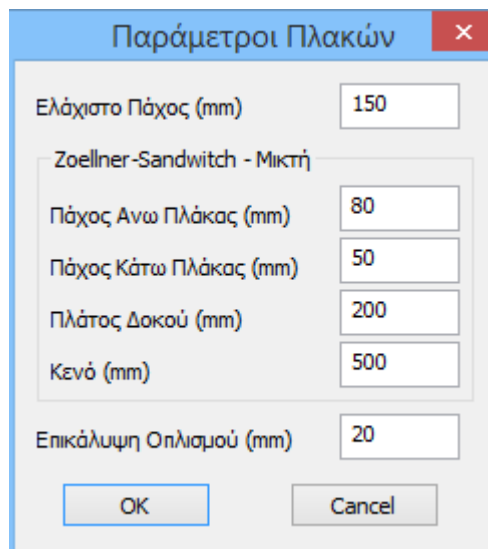 Παράμετροι Πλακών
Ελάχιστο Πάχος (mm) 150
Zoellner-Sandwitch - Μικτή
Πάχος Ανω Πλάκας (mm) 80
Πάχος Κάτω Πλάκας (mm) 50
Πλάτος Δοκού (mm) 200
Κενό (mm) 500
Επικάλυψη Οπλισμού (mm) 20
OK Cancel